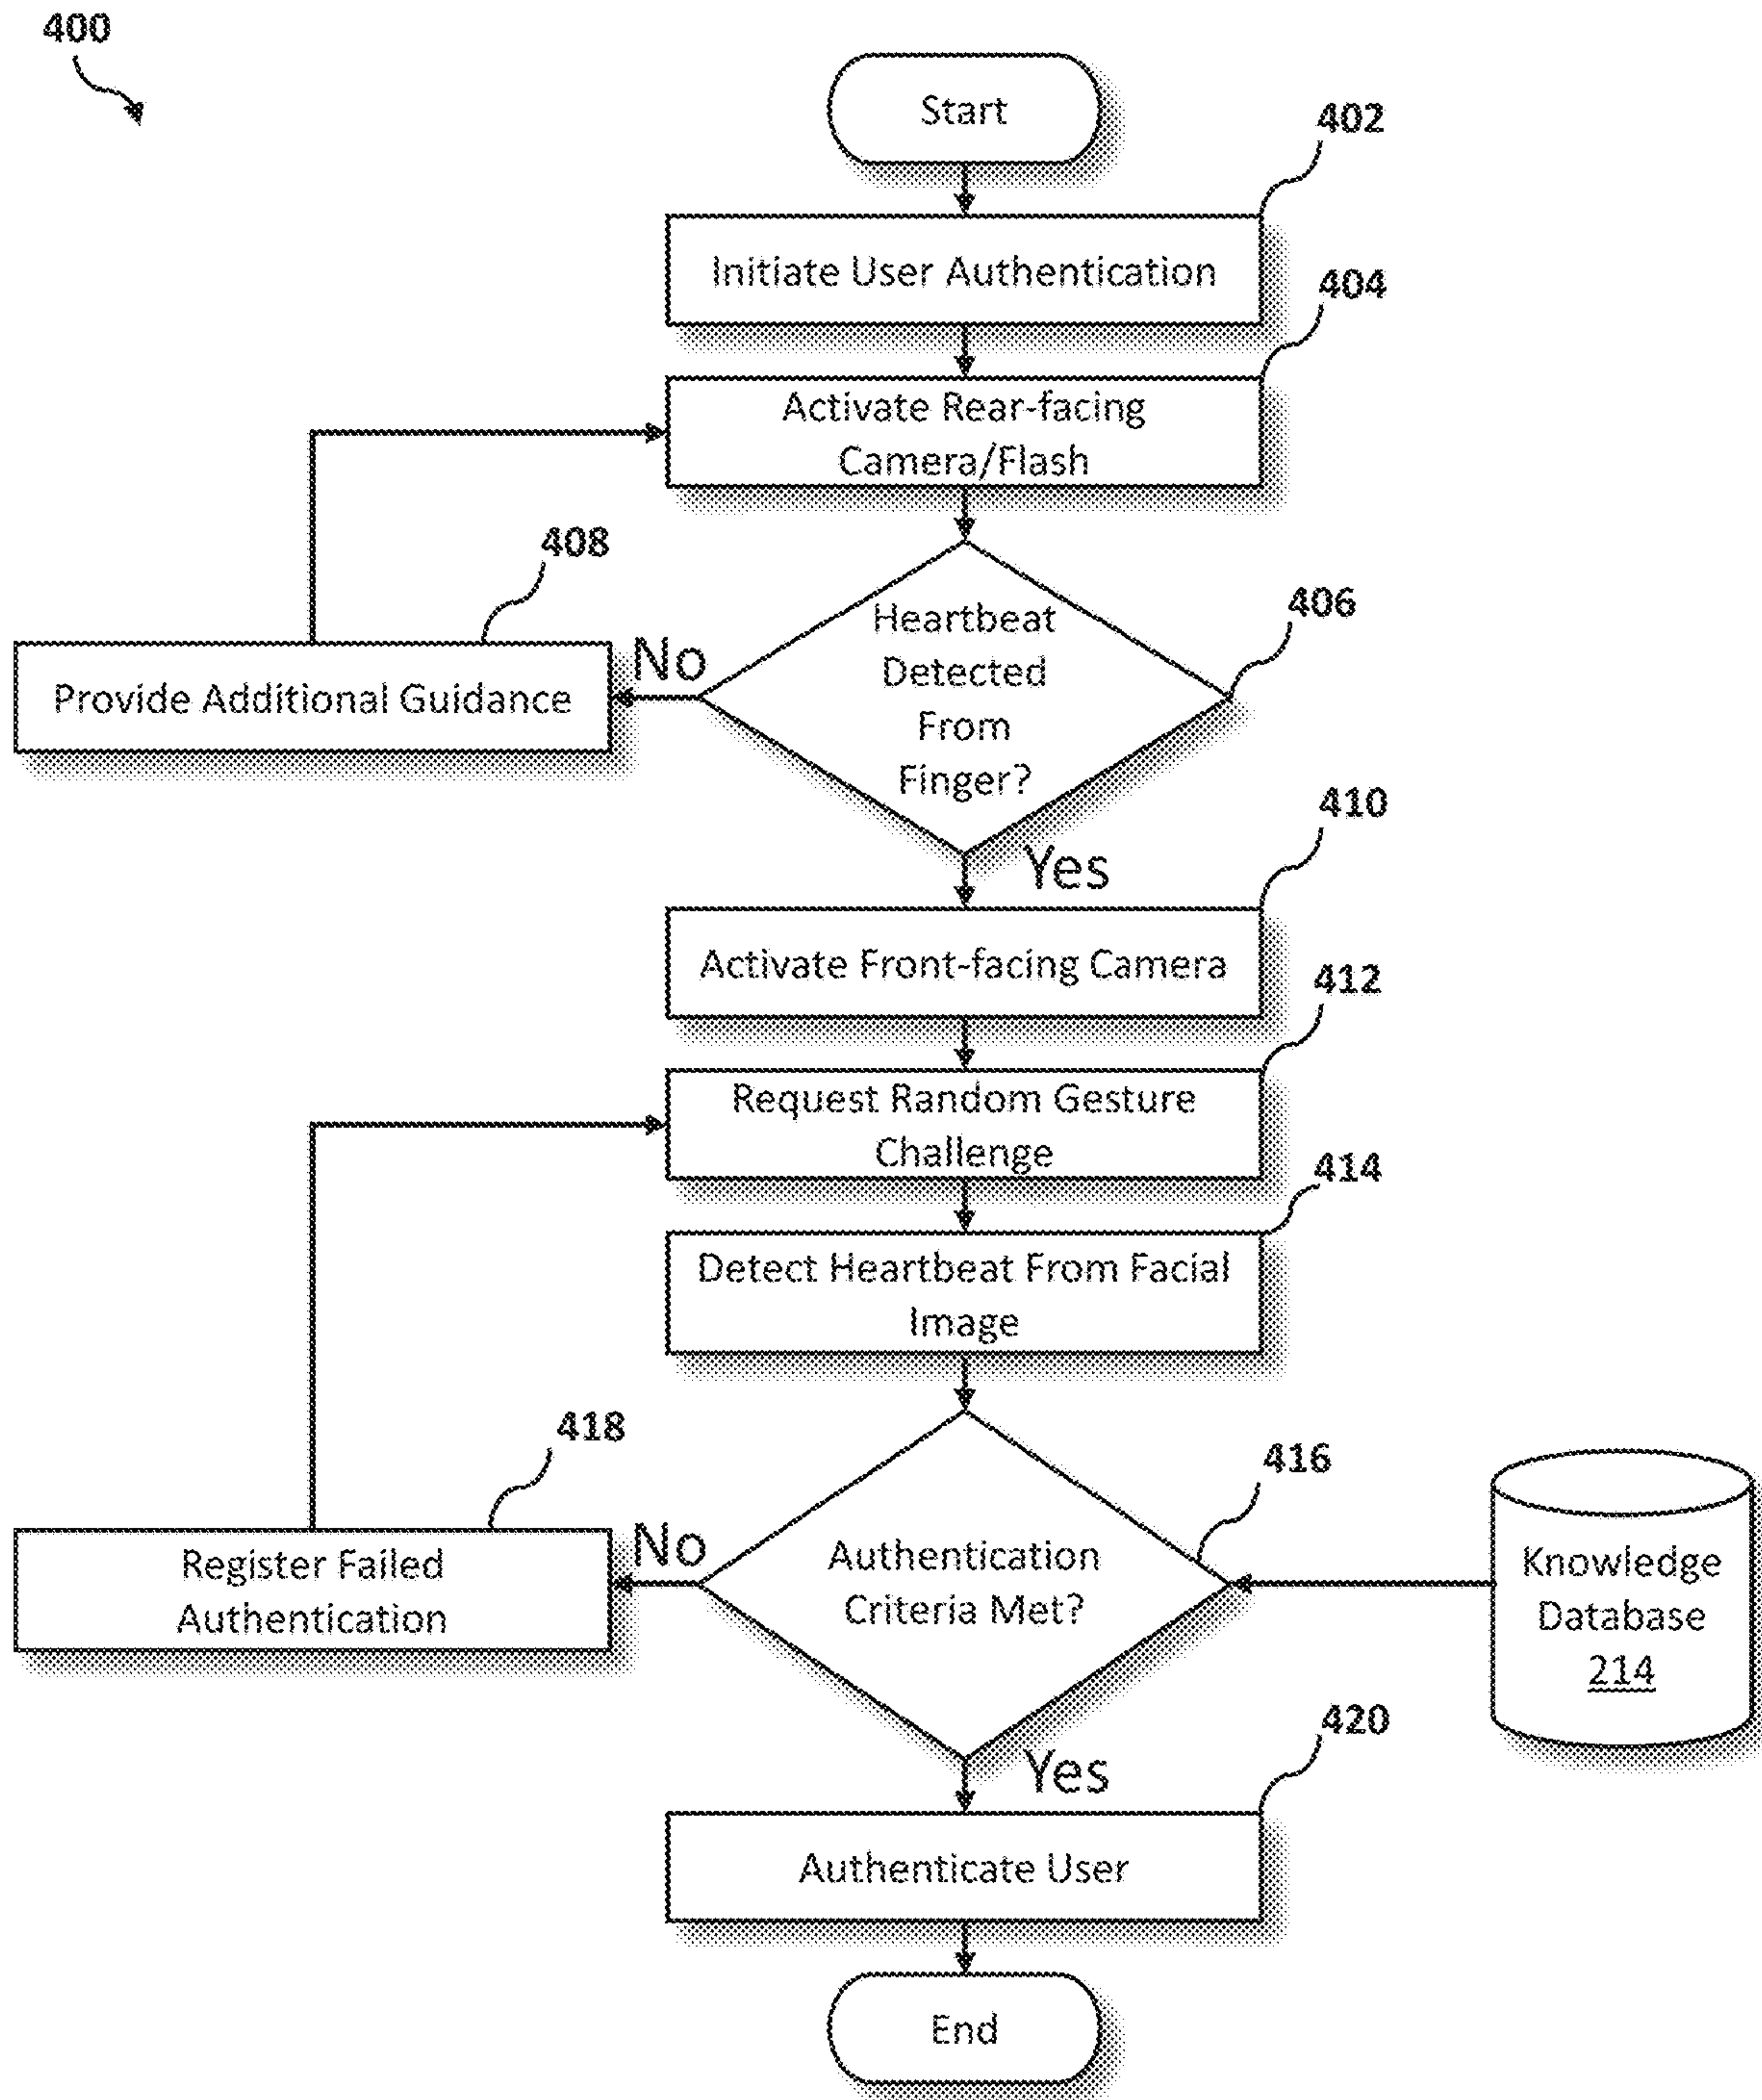 400
Start
402
Initiate User Authentication
404
Activate Rear-facing
Camera/Flash
408
406
Heartbeat
Detected
From
Finger?
No
Provide Additional Guidance
Yes
410
Activate Front-facing Camera
412
Request Random Gesture
Challenge
414
Detect Heartbeat From Facial
Image
418
416
Authentication
Criteria Met?
No
Register Failed
Authentication
Knowledge
Database
214
Yes
420
Authenticate User
End